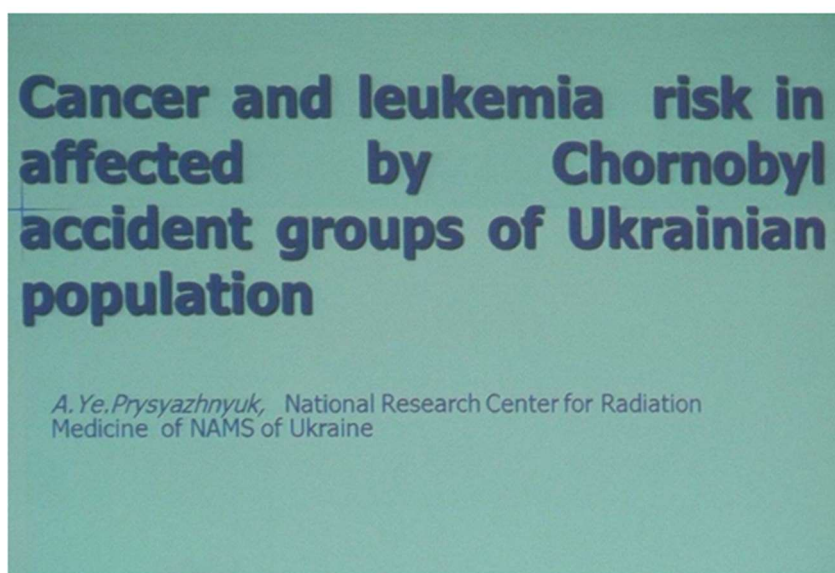 Cancer and leukemia risk in
affected by Chornobyl
accident groups of Ukrainian
population
A.Ye.Prysyazhnyuk, National Research Center for Radiation
Medicine of NAMS of Ukraine